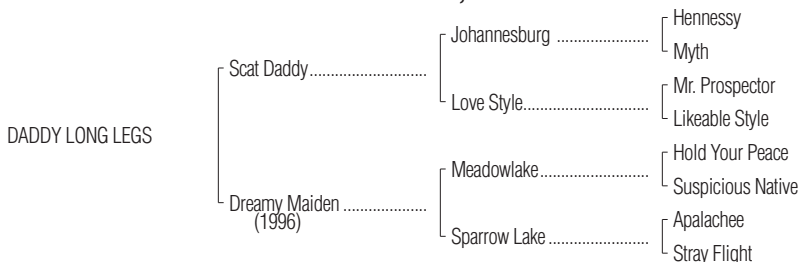 Hennessy
Johannesburg ......................
Myth
Scat Daddy............................
Mr. Prospector
Love Style..............................
Likeable Style
DADDY LONG LEGS
Hold Your Peace
Meadowlake..........................
Suspicious Native
Dreamy Maiden ....................
(1996)
Apalachee
Sparrow Lake ........................
Stray Flight